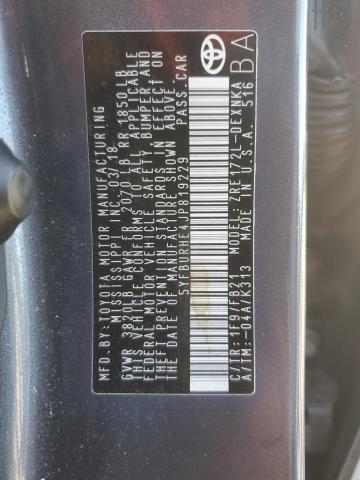 MFD.BY:TOYOTA MOTOR MANUFACTURING
MISSISSIPPI INC. 03/18
GVWR 3820LB GAWR FR 2070LB RR 1850LB
THIS VEHICLE CONFORMS TO ALL APPLICABLE
FEDERAL MOTOR VEHICLE SAFETY, BUMPER AND
THEFT PREVENTION STANDARDS IN EFFECT ON
THE DATE OF MANUFACTURE SHOWN ABOVE.
5YFBURHE4JP819229 PASS.CAR
C/TR:1F9/FB21 MODEL:ZRE172L-DEXNKA
A/TM:-04A/K313 MADE IN U.S.A. 516
BA